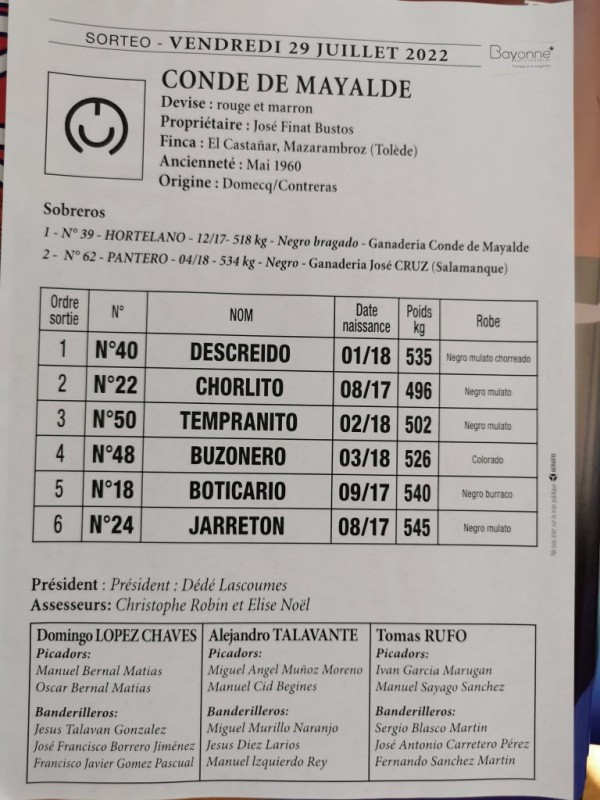 SORTEO - VENDREDI 29 JUILLET 2022
Bayonne
CONDE DE MAYALDE
Devise : rouge et marron
Propriétaire : José Finat Bustos
Finca : El Castañar, Mazarambroz (Tolède)
Ancienneté : Mai 1960
Origine : Domecq/Contreras
Sobreros
1 - N° 39 - HORTELANO - 12/17- 518 kg - Negro bragado - Ganaderia Conde de Mayalde
2 - N° 62 - PANTERO - 04/18 - 534 kg - Negro - Ganaderia José CRUZ (Salamanque)
Ordre sortie N° NOM Date naissance Poids kg Robe
1 N°40 DESCREIDO 01/18 535 Negro mulato chorreado
2 N°22 CHORLITO 08/17 496 Negro mulato
3 N°50 TEMPRANITO 02/18 502 Negro mulato
4 N°48 BUZONERO 03/18 526 Colorado
5 N°18 BOTICARIO 09/17 540 Negro burraco
6 N°24 JARRETON 08/17 545 Negro mulato
Président : Président : Dédé Lascoumes
Assesseurs: Christophe Robin et Elise Noël
Domingo LOPEZ CHAVES
Picadors:
Manuel Bernal Matias
Oscar Bernal Matias
Banderilleros:
Jesus Talavan Gonzalez
José Francisco Borrero Jiménez
Francisco Javier Gomez Pascual
Alejandro TALAVANTE
Picadors:
Miguel Angel Muñoz Moreno
Manuel Cid Begines
Banderilleros:
Miguel Murillo Naranjo
Jesus Diez Larios
Manuel Izquierdo Rey
Tomas RUFO
Picadors:
Ivan Garcia Marugan
Manuel Sayago Sanchez
Banderilleros:
Sergio Blasco Martin
José Antonio Carretero Pérez
Fernando Sanchez Martin